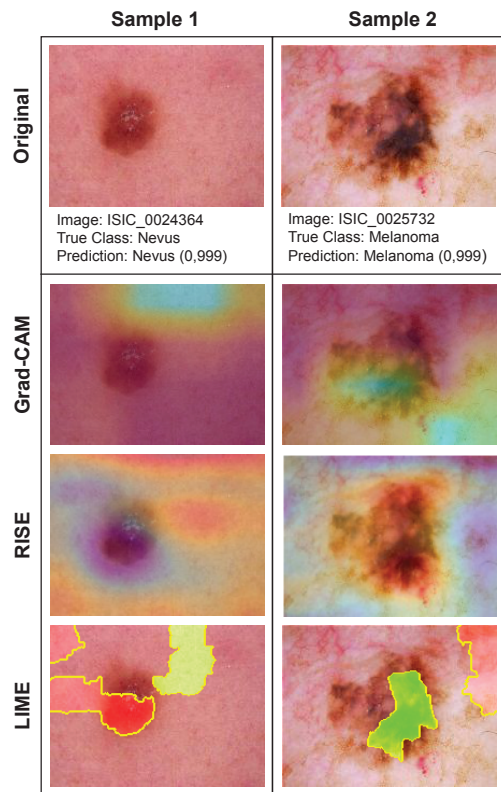 Sample 1
Sample 2
Original
Image: ISIC_0024364
True Class: Nevus
Prediction: Nevus (0,999)
Image: ISIC_0025732
True Class: Melanoma
Prediction: Melanoma (0,999)
Grad-CAM
RISE
LIME